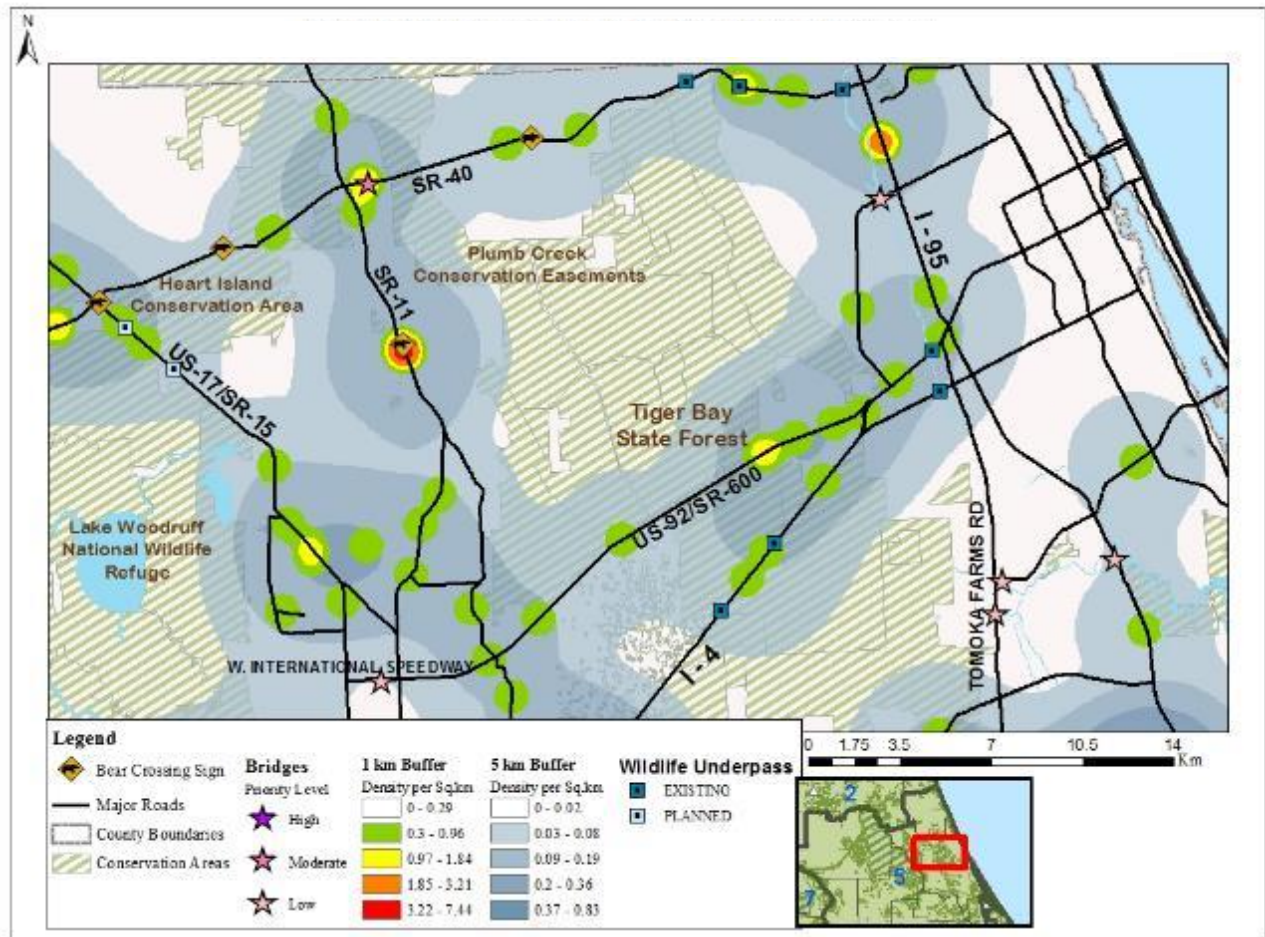 N
SR-40
I - 95
Plumb Creek
Conservation Easements
Heart Island
Conservation Area
SR-11
US-17/SR-15
Tiger Bay
State Forest
US-92/SR-600
Lake Woodruff
National Wildlife
Refuge
TOMOKA FARMS RD
W. INTERNATIONAL SPEEDWAY
I - 4
Legend
Bear Crossing Sign
Major Roads
County Boundaries
Conservation Areas
Bridges
Priority Level
High
Moderate
Low
1 km Buffer
Density per Sq.km
0 - 0.29
0.3 - 0.96
0.97 - 1.84
1.85 - 3.21
3.22 - 7.44
5 km Buffer
Density per Sq.km
0 - 0.02
0.03 - 0.08
0.09 - 0.19
0.2 - 0.36
0.37 - 0.83
Wildlife Underpass
EXISTING
PLANNED
0 1.75 3.5 7 10.5 14
Km
2
5
7